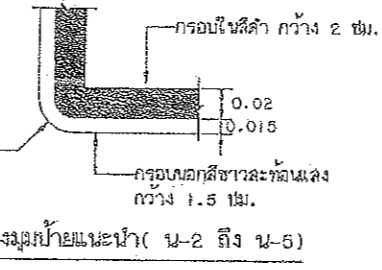 กรอบในสีดำ กว้าง 2 ซม.
0.02
0.015
กรอบนอกสีขาวสะท้อนแสง
กว้าง 1.5 ซม.
งมุมป้ายแนะนำ( น-2 ถึง น-5)